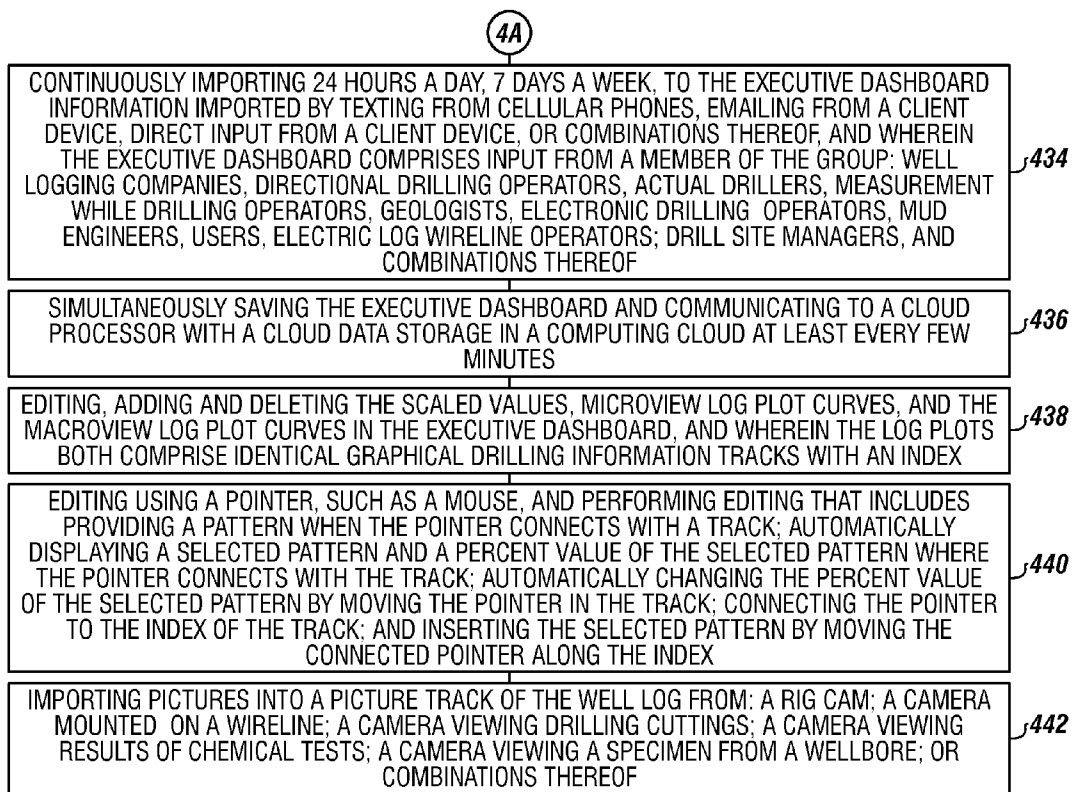 4A
CONTINUOUSLY IMPORTING 24 HOURS A DAY, 7 DAYS A WEEK, TO THE EXECUTIVE DASHBOARD
INFORMATION IMPORTED BY TEXTING FROM CELLULAR PHONES, EMAILING FROM A CLIENT
DEVICE, DIRECT INPUT FROM A CLIENT DEVICE, OR COMBINATIONS THEREOF, AND WHEREIN
THE EXECUTIVE DASHBOARD COMPRISES INPUT FROM A MEMBER OF THE GROUP: WELL
LOGGING COMPANIES, DIRECTIONAL DRILLING OPERATORS, ACTUAL DRILLERS, MEASUREMENT
WHILE DRILLING OPERATORS, GEOLOGISTS, ELECTRONIC DRILLING OPERATORS, MUD
ENGINEERS, USERS, ELECTRIC LOG WIRELINE OPERATORS; DRILL SITE MANAGERS, AND
COMBINATIONS THEREOF
434
SIMULTANEOUSLY SAVING THE EXECUTIVE DASHBOARD AND COMMUNICATING TO A CLOUD
PROCESSOR WITH A CLOUD DATA STORAGE IN A COMPUTING CLOUD AT LEAST EVERY FEW
MINUTES
436
EDITING, ADDING AND DELETING THE SCALED VALUES, MICROVIEW LOG PLOT CURVES, AND THE
MACROVIEW LOG PLOT CURVES IN THE EXECUTIVE DASHBOARD, AND WHEREIN THE LOG PLOTS
BOTH COMPRISE IDENTICAL GRAPHICAL DRILLING INFORMATION TRACKS WITH AN INDEX
438
EDITING USING A POINTER, SUCH AS A MOUSE, AND PERFORMING EDITING THAT INCLUDES
PROVIDING A PATTERN WHEN THE POINTER CONNECTS WITH A TRACK; AUTOMATICALLY
DISPLAYING A SELECTED PATTERN AND A PERCENT VALUE OF THE SELECTED PATTERN WHERE
THE POINTER CONNECTS WITH THE TRACK; AUTOMATICALLY CHANGING THE PERCENT VALUE
OF THE SELECTED PATTERN BY MOVING THE POINTER IN THE TRACK; CONNECTING THE POINTER
TO THE INDEX OF THE TRACK; AND INSERTING THE SELECTED PATTERN BY MOVING THE
CONNECTED POINTER ALONG THE INDEX
440
IMPORTING PICTURES INTO A PICTURE TRACK OF THE WELL LOG FROM: A RIG CAM; A CAMERA
MOUNTED ON A WIRELINE; A CAMERA VIEWING DRILLING CUTTINGS; A CAMERA VIEWING
RESULTS OF CHEMICAL TESTS; A CAMERA VIEWING A SPECIMEN FROM A WELLBORE; OR
COMBINATIONS THEREOF
442